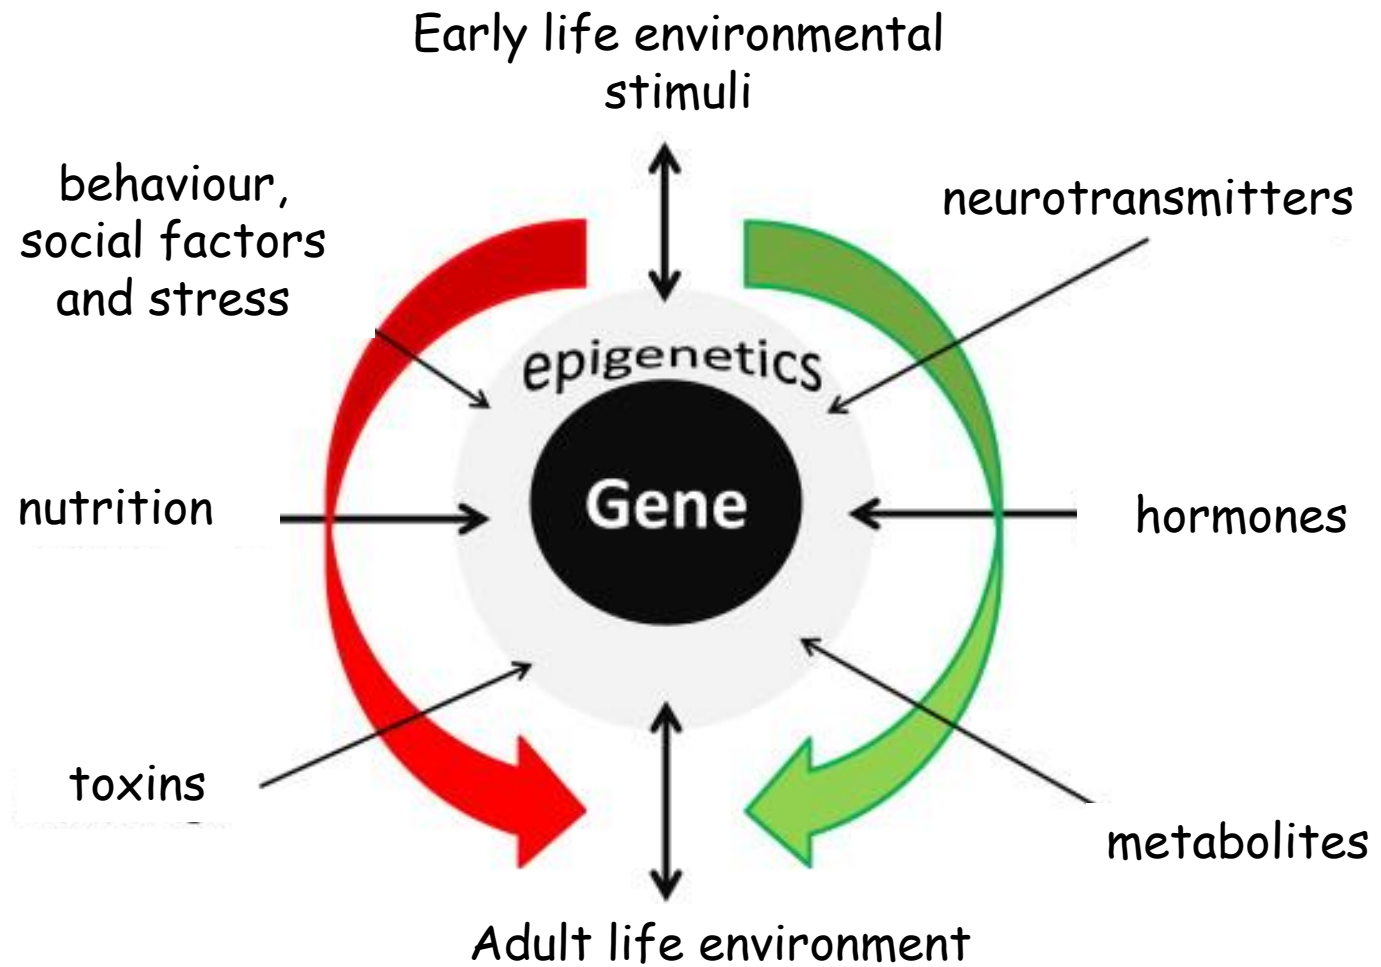 Early life environmental
stimuli
behaviour,
social factors
and stress
neurotransmitters
epigenetics
Gene
nutrition
hormones
toxins
metabolites
Adult life environment